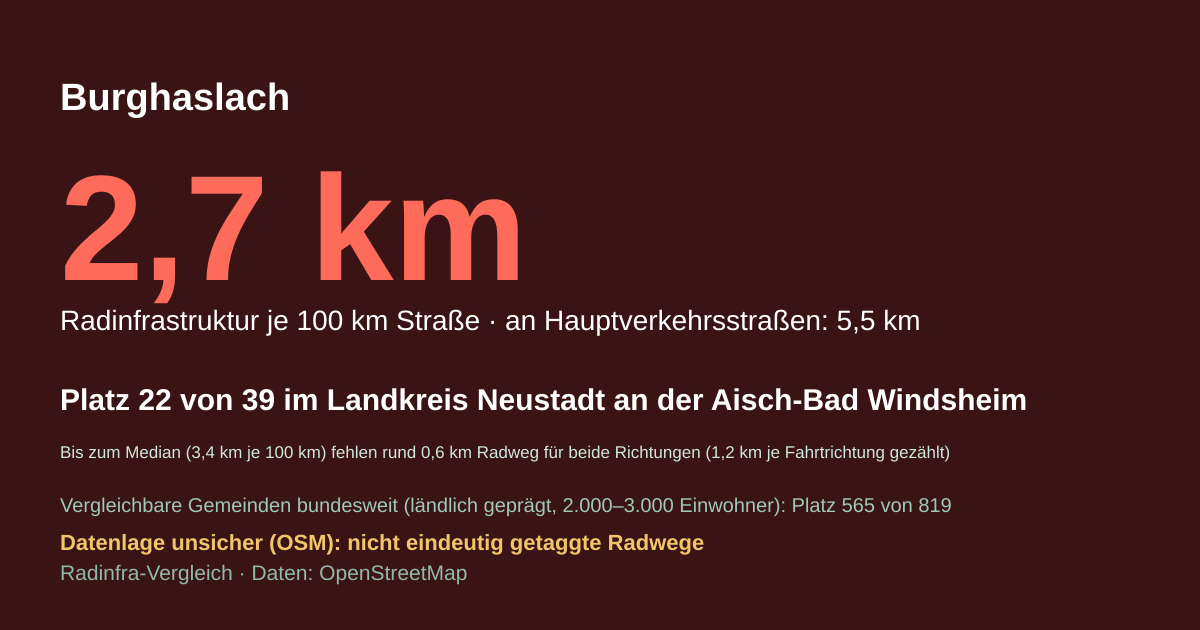 Burghaslach
2,7 km
Radinfrastruktur je 100 km Straße · an Hauptverkehrsstraßen: 5,5 km
Platz 22 von 39 im Landkreis Neustadt an der Aisch-Bad Windsheim
Bis zum Median (3,4 km je 100 km) fehlen rund 0,6 km Radweg für beide Richtungen (1,2 km je Fahrtrichtung gezählt)
Vergleichbare Gemeinden bundesweit (ländlich geprägt, 2.000–3.000 Einwohner): Platz 565 von 819
Datenlage unsicher (OSM): nicht eindeutig getaggte Radwege
Radinfra-Vergleich · Daten: OpenStreetMap